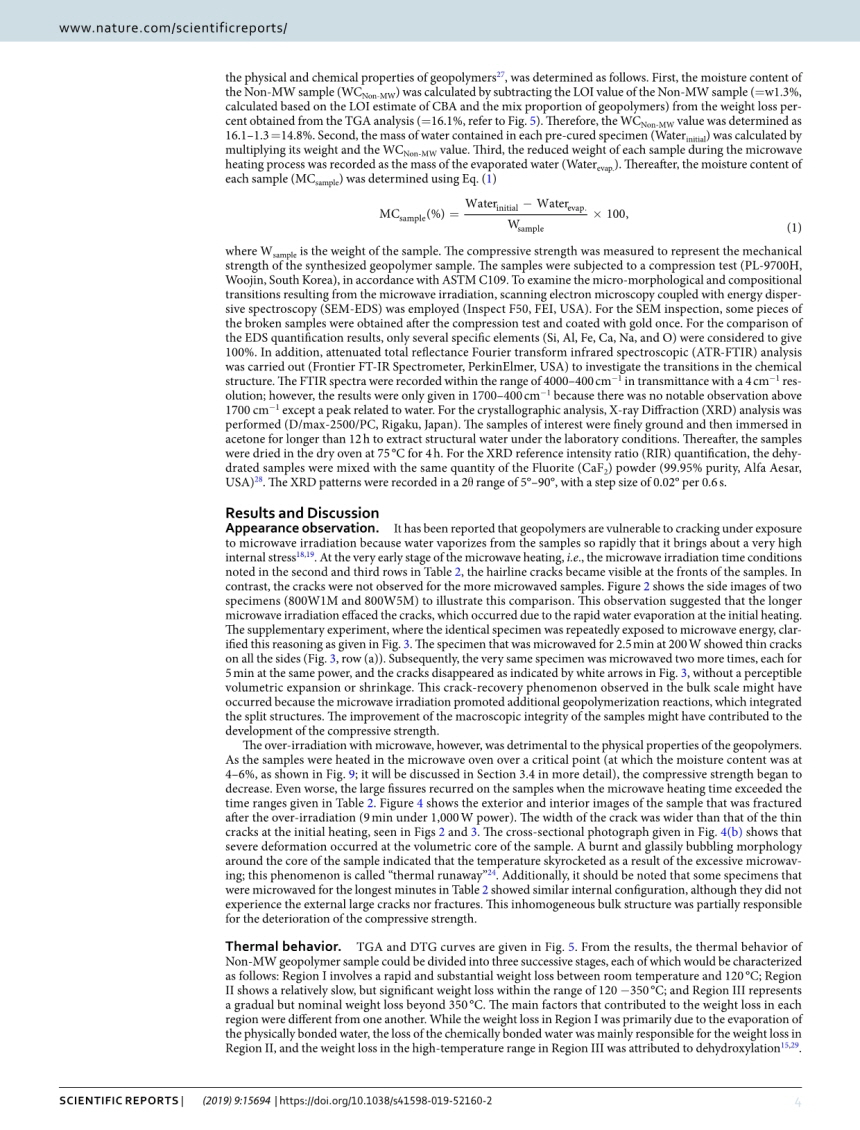 www.nature.com/scientificreports/
the physical and chemical properties of geopolymers27, was determined as follows. First, the moisture content of
the Non-MW sample (WCNon-MW) was calculated by subtracting the LOI value of the Non-MW sample (=w1.3%,
calculated based on the LOI estimate of CBA and the mix proportion of geopolymers) from the weight loss per-
cent obtained from the TGA analysis (=16.1%, refer to Fig. 5). Therefore, the WCNon-MW value was determined as
16.1–1.3 = 14.8%. Second, the mass of water contained in each pre-cured specimen (Waterinitial) was calculated by
multiplying its weight and the WCNon-MW value. Third, the reduced weight of each sample during the microwave
heating process was recorded as the mass of the evaporated water (Waterevap.). Thereafter, the moisture content of
each sample (MCsample) was determined using Eq. (1)
MCsample(%) = (Waterinitial − Waterevap.) / Wsample × 100,
(1)
where Wsample is the weight of the sample. The compressive strength was measured to represent the mechanical
strength of the synthesized geopolymer sample. The samples were subjected to a compression test (PL-9700H,
Woojin, South Korea), in accordance with ASTM C109. To examine the micro-morphological and compositional
transitions resulting from the microwave irradiation, scanning electron microscopy coupled with energy disper-
sive spectroscopy (SEM-EDS) was employed (Inspect F50, FEI, USA). For the SEM inspection, some pieces of
the broken samples were obtained after the compression test and coated with gold once. For the comparison of
the EDS quantification results, only several specific elements (Si, Al, Fe, Ca, Na, and O) were considered to give
100%. In addition, attenuated total reflectance Fourier transform infrared spectroscopic (ATR-FTIR) analysis
was carried out (Frontier FT-IR Spectrometer, PerkinElmer, USA) to investigate the transitions in the chemical
structure. The FTIR spectra were recorded within the range of 4000–400 cm−1 in transmittance with a 4 cm−1 res-
olution; however, the results were only given in 1700–400 cm−1 because there was no notable observation above
1700 cm−1 except a peak related to water. For the crystallographic analysis, X-ray Diffraction (XRD) analysis was
performed (D/max-2500/PC, Rigaku, Japan). The samples of interest were finely ground and then immersed in
acetone for longer than 12 h to extract structural water under the laboratory conditions. Thereafter, the samples
were dried in the dry oven at 75 °C for 4 h. For the XRD reference intensity ratio (RIR) quantification, the dehy-
drated samples were mixed with the same quantity of the Fluorite (CaF2) powder (99.95% purity, Alfa Aesar,
USA)28. The XRD patterns were recorded in a 2θ range of 5°–90°, with a step size of 0.02° per 0.6 s.
Results and Discussion
Appearance observation. It has been reported that geopolymers are vulnerable to cracking under exposure
to microwave irradiation because water vaporizes from the samples so rapidly that it brings about a very high
internal stress18,19. At the very early stage of the microwave heating, i.e., the microwave irradiation time conditions
noted in the second and third rows in Table 2, the hairline cracks became visible at the fronts of the samples. In
contrast, the cracks were not observed for the more microwaved samples. Figure 2 shows the side images of two
specimens (800W1M and 800W5M) to illustrate this comparison. This observation suggested that the longer
microwave irradiation effaced the cracks, which occurred due to the rapid water evaporation at the initial heating.
The supplementary experiment, where the identical specimen was repeatedly exposed to microwave energy, clar-
ified this reasoning as given in Fig. 3. The specimen that was microwaved for 2.5 min at 200 W showed thin cracks
on all the sides (Fig. 3, row (a)). Subsequently, the very same specimen was microwaved two more times, each for
5 min at the same power, and the cracks disappeared as indicated by white arrows in Fig. 3, without a perceptible
volumetric expansion or shrinkage. This crack-recovery phenomenon observed in the bulk scale might have
occurred because the microwave irradiation promoted additional geopolymerization reactions, which integrated
the split structures. The improvement of the macroscopic integrity of the samples might have contributed to the
development of the compressive strength.
The over-irradiation with microwave, however, was detrimental to the physical properties of the geopolymers.
As the samples were heated in the microwave oven over a critical point (at which the moisture content was at
4–6%, as shown in Fig. 9; it will be discussed in Section 3.4 in more detail), the compressive strength began to
decrease. Even worse, the large fissures recurred on the samples when the microwave heating time exceeded the
time ranges given in Table 2. Figure 4 shows the exterior and interior images of the sample that was fractured
after the over-irradiation (9 min under 1,000 W power). The width of the crack was wider than that of the thin
cracks at the initial heating, seen in Figs 2 and 3. The cross-sectional photograph given in Fig. 4(b) shows that
severe deformation occurred at the volumetric core of the sample. A burnt and glassily bubbling morphology
around the core of the sample indicated that the temperature skyrocketed as a result of the excessive microwav-
ing; this phenomenon is called "thermal runaway"24. Additionally, it should be noted that some specimens that
were microwaved for the longest minutes in Table 2 showed similar internal configuration, although they did not
experience the external large cracks nor fractures. This inhomogeneous bulk structure was partially responsible
for the deterioration of the compressive strength.
Thermal behavior. TGA and DTG curves are given in Fig. 5. From the results, the thermal behavior of
Non-MW geopolymer sample could be divided into three successive stages, each of which would be characterized
as follows: Region I involves a rapid and substantial weight loss between room temperature and 120 °C; Region
II shows a relatively slow, but significant weight loss within the range of 120 −350 °C; and Region III represents
a gradual but nominal weight loss beyond 350 °C. The main factors that contributed to the weight loss in each
region were different from one another. While the weight loss in Region I was primarily due to the evaporation of
the physically bonded water, the loss of the chemically bonded water was mainly responsible for the weight loss in
Region II, and the weight loss in the high-temperature range in Region III was attributed to dehydroxylation15,29.
SCIENTIFIC REPORTS | (2019) 9:15694 | https://doi.org/10.1038/s41598-019-52160-2
4